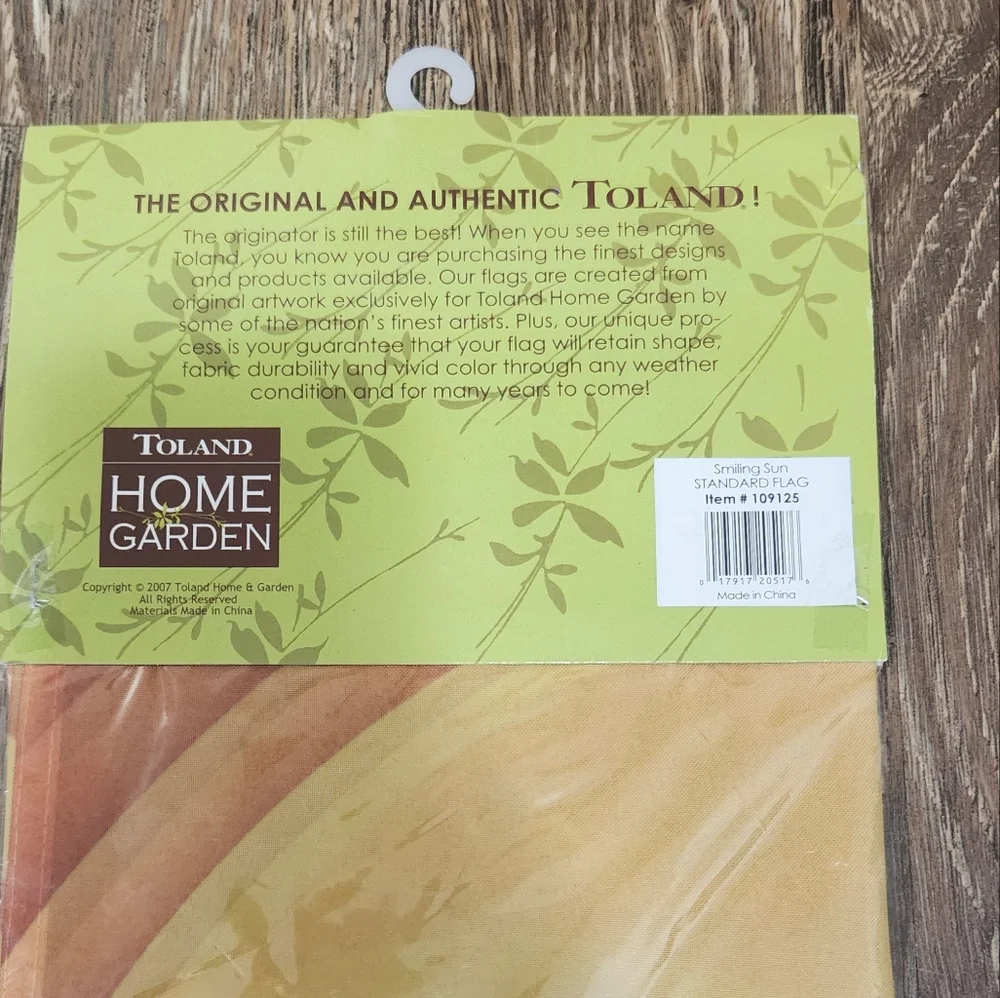 THE ORIGINAL AND AUTHENTIC TOLAND!
The originator is still the best! When you see the name
Toland, you know you are purchasing the finest designs
and products available. Our flags are created from
original artwork exclusively for Toland Home Garden by
some of the nation's finest artists. Plus, our unique pro-
cess is your guarantee that your flag will retain shape,
fabric durability and vivid color through any weather
condition and for many years to come!
TOLAND
HOME
GARDEN
Copyright © 2007 Toland Home & Garden
All Rights Reserved
Materials Made in China
Smiling Sun
STANDARD FLAG
Item # 109125
0 17917 20517 6
Made in China